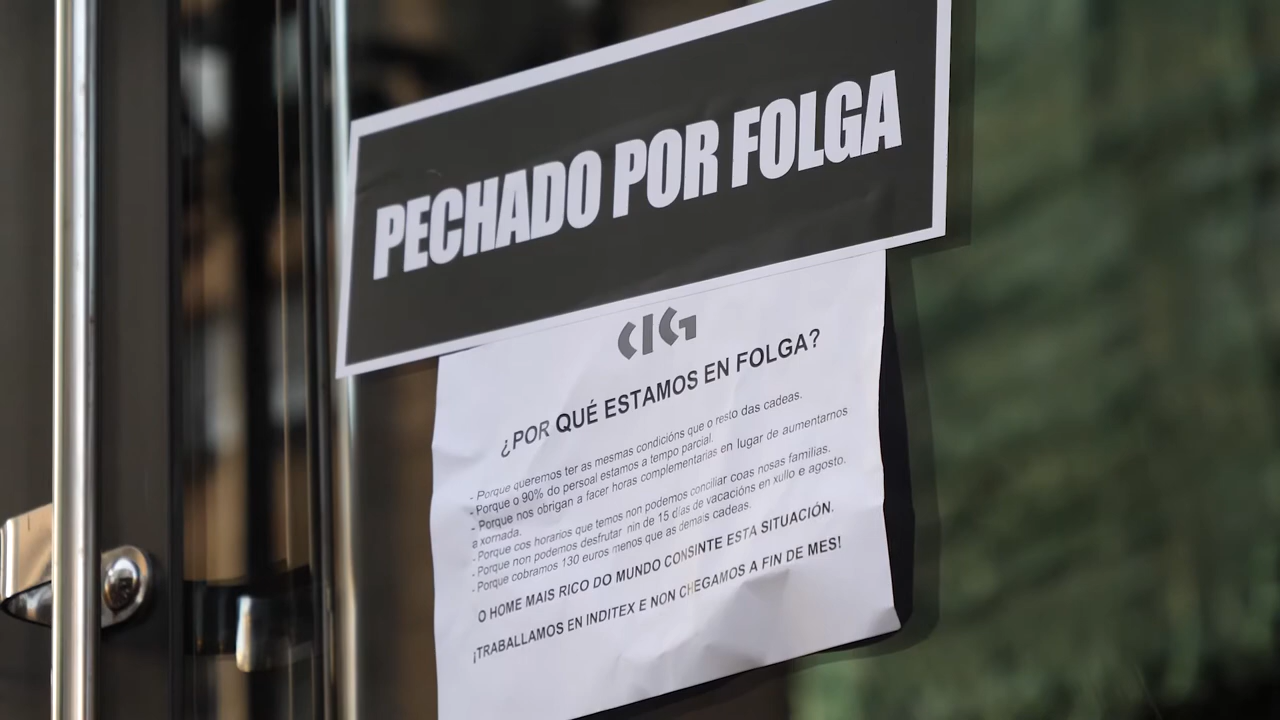 PECHADO POR FOLGA
CIG
¿POR QUÉ ESTAMOS EN FOLGA?
- Porque queremos ter as mesmas condicións que o resto das cadeas.
- Porque o 90% do persoal estamos a tempo parcial.
- Porque nos obrigan a facer horas complementarias en lugar de aumentarnos
a xornada.
- Porque cos horarios que temos non podemos conciliar coas nosas familias.
- Porque non podemos desfrutar nin de 15 días de vacacións en xullo e agosto.
- Porque cobramos 130 euros menos que as demais cadeas.
O HOME MAIS RICO DO MUNDO CONSINTE ESTA SITUACIÓN.
¡TRABALLAMOS EN INDITEX E NON CHEGAMOS A FIN DE MES!